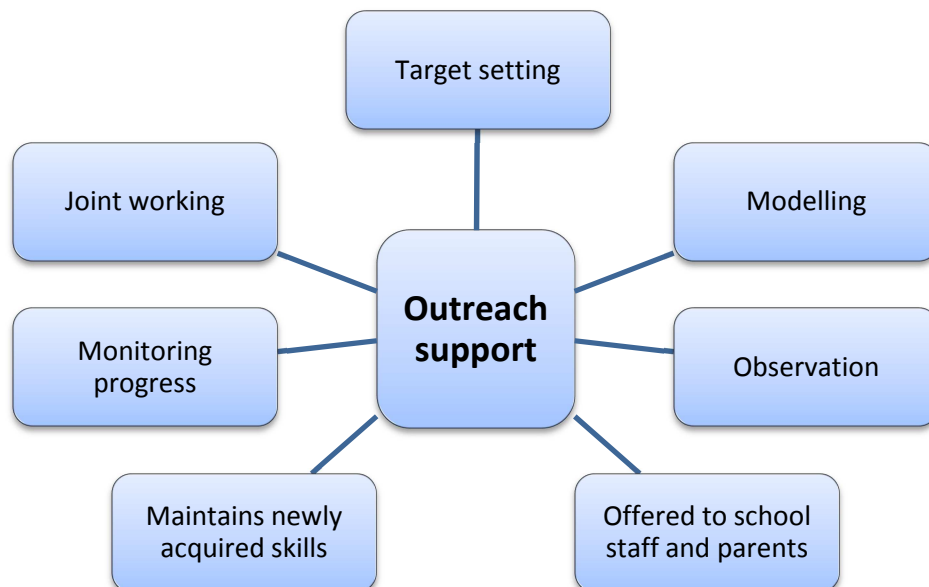 Target setting
Joint working
Modelling
Outreach
support
Monitoring
progress
Observation
Maintains newly
acquired skills
Offered to school
staff and parents